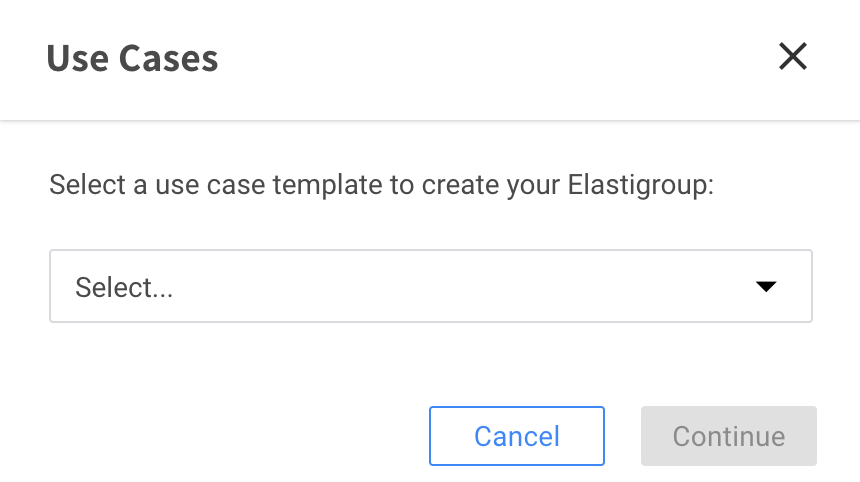 Use Cases
Select a use case template to create your Elastigroup:
Select...
Cancel
Continue